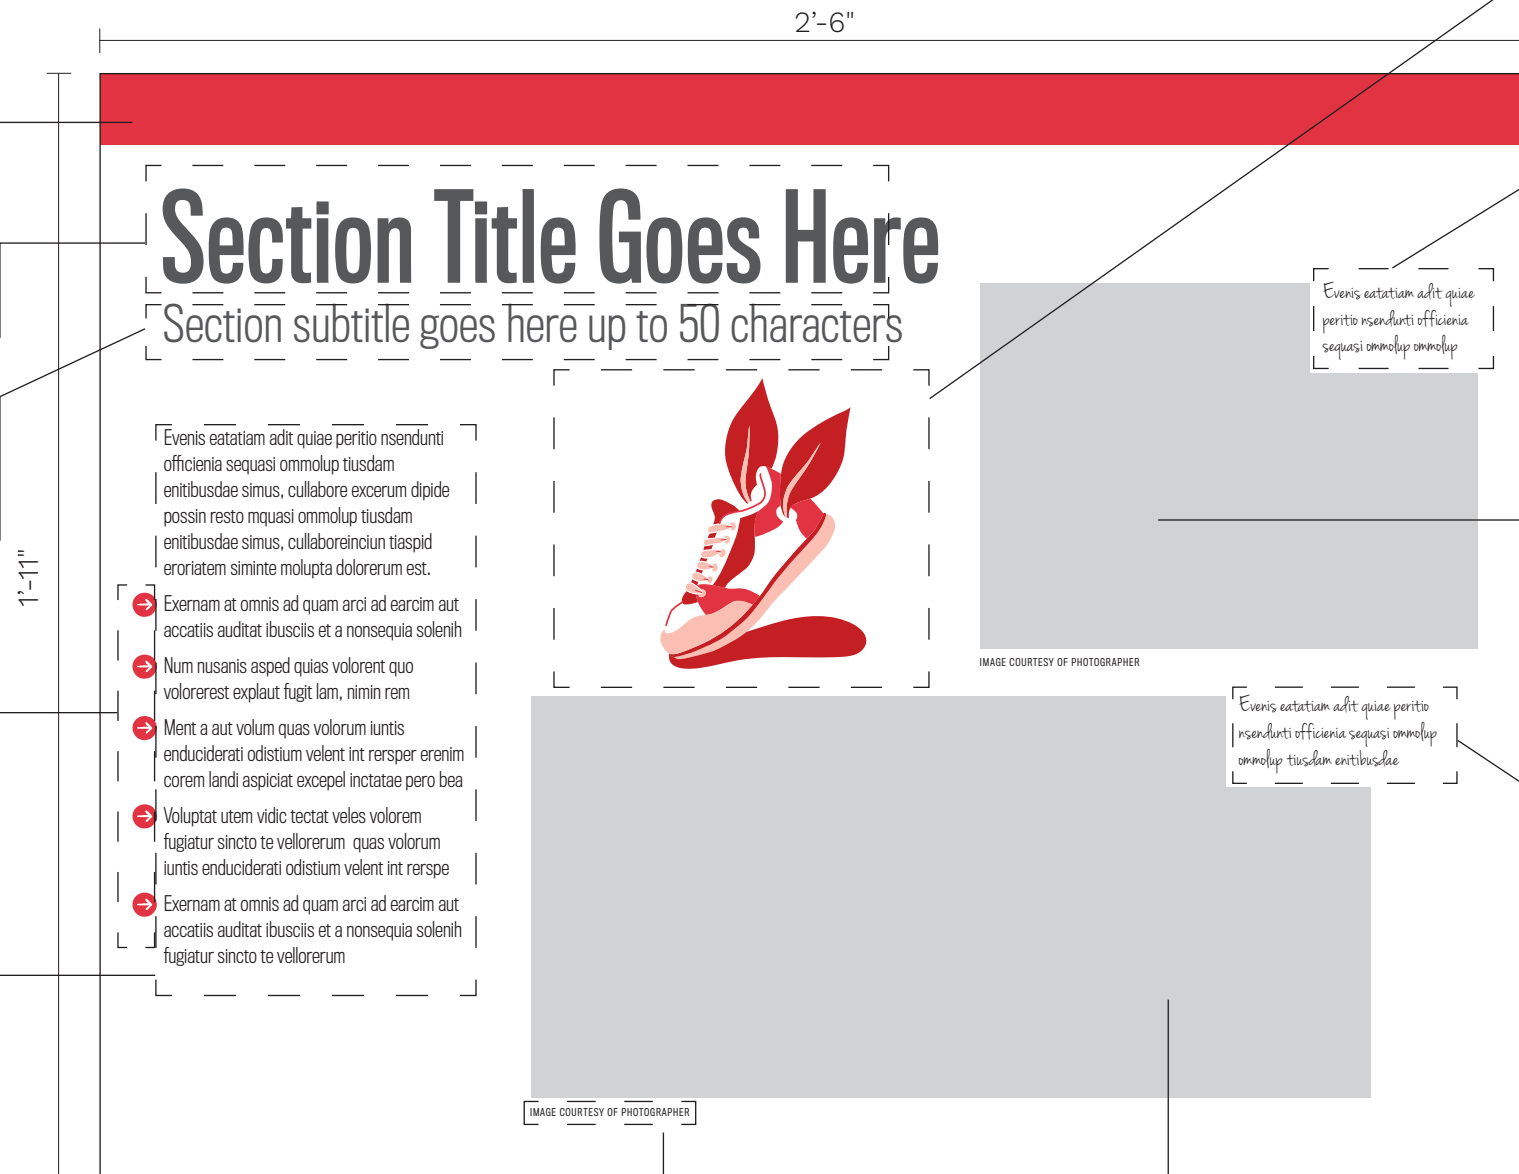 2'-6"
1'-11"
Section Title Goes Here
Section subtitle goes here up to 50 characters
Evenis eatatiam adit quiae peritio nsendunti
officienia sequasi ommolup tiusdam
enitibusdae simus, cullabore excerum dipide
possin resto mquasi ommolup tiusdam
enitibusdae simus, cullaboreinciun tiaspid
eroriatem siminte molupta dolorerum est.
Exernam at omnis ad quam arci ad earcim aut
accatiis auditat ibusciis et a nonsequia solenih
Num nusanis asped quias volorent quo
volorerest explaut fugit lam, nimin rem
Ment a aut volum quas volorum iuntis
enduciderati odistium velent int rersper erenim
corem landi aspiciat excepel inctatae pero bea
Voluptat utem vidic tectat veles volorem
fugiatur sincto te vellorerum  quas volorum
iuntis enduciderati odistium velent int rerspe
Exernam at omnis ad quam arci ad earcim aut
accatiis auditat ibusciis et a nonsequia solenih
fugiatur sincto te vellorerum
Evenis eatatiam adit quiae
peritio nsendunti officienia
sequasi ommolup ommolup
IMAGE COURTESY OF PHOTOGRAPHER
Evenis eatatiam adit quiae peritio
nsendunti officienia sequasi ommolup
ommolup tiusdam enitibusdae
IMAGE COURTESY OF PHOTOGRAPHER